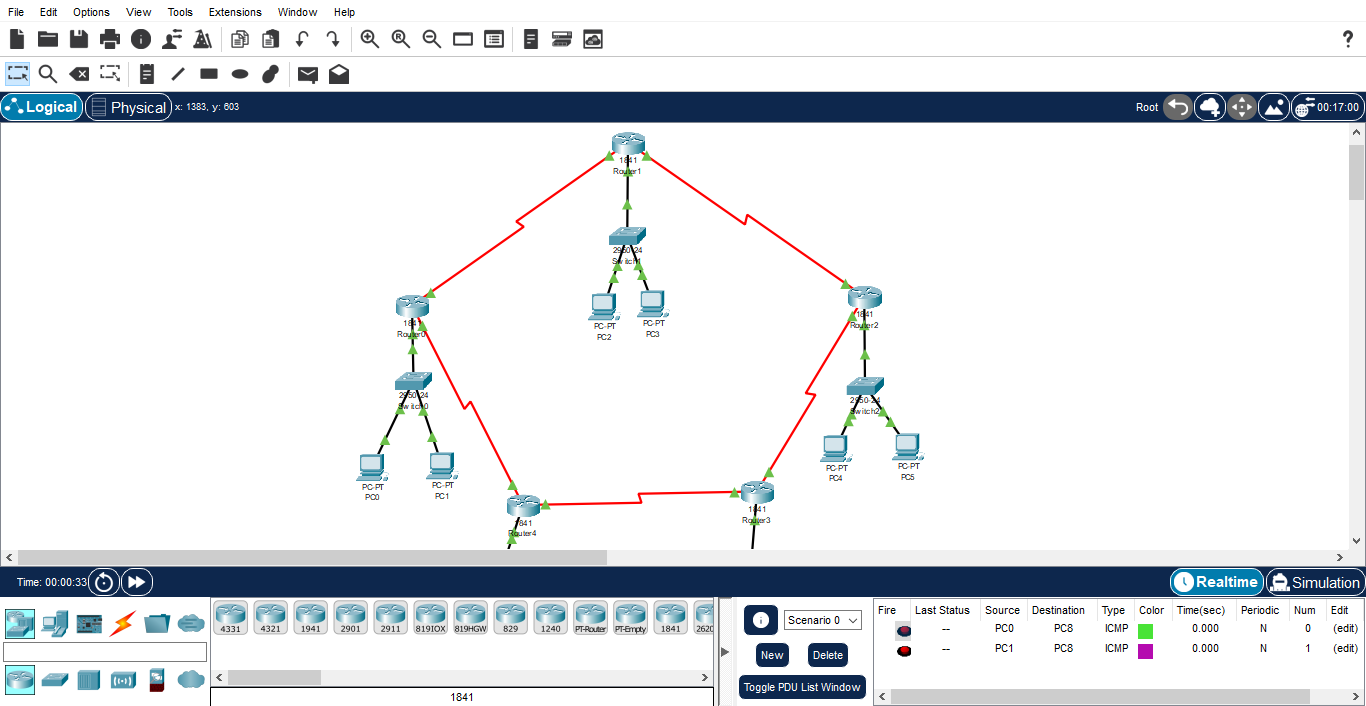 File Edit Options View Tools Extensions Window Help
?
Logical Physical x: 1383, y: 603 Root 00:17:00
1841
Router1
2950-24
Switch1
PC-PT
PC2
PC-PT
PC3
1841
Router0
1841
Router2
2950-24
Switch0
2950-24
Switch2
PC-PT
PC0
PC-PT
PC1
PC-PT
PC4
PC-PT
PC5
1841
Router4
1841
Router3
Time: 00:00:33 Realtime Simulation
4331 4321 1941 2901 2911 819IOX 819HGW 829 1240 PT-Router PT-Empty 1841 2620
1841
Scenario 0
New Delete
Toggle PDU List Window
Fire Last Status Source Destination Type Color Time(sec) Periodic Num Edit
-- PC0 PC8 ICMP 0.000 N 0 (edit)
-- PC1 PC8 ICMP 0.000 N 1 (edit)